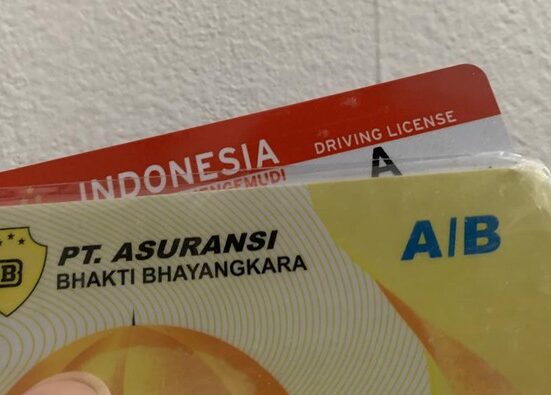 INDONESIA
DRIVING LICENSE
A
B
PT. ASURANSI
BHAKTI BHAYANGKARA
A/B